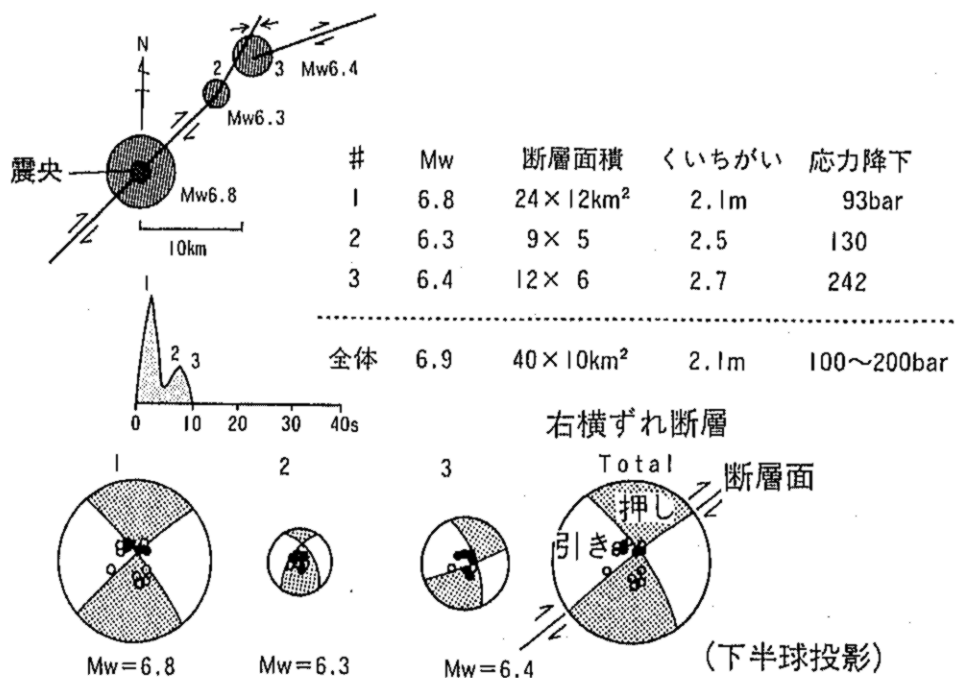 N
2
3
Mw6.4
Mw6.3
震央
Mw6.8
10km
# Mw 断層面積 くいちがい 応力降下
1 6.8 24×12km² 2.1m 93bar
2 6.3 9× 5 2.5 130
3 6.4 12× 6 2.7 242
全体 6.9 40×10km² 2.1m 100〜200bar
1
2
3
0 10 20 30 40s
右横ずれ断層
1 2 3 Total
断層面
押し
引き
Mw=6.8 Mw=6.3 Mw=6.4
(下半球投影)